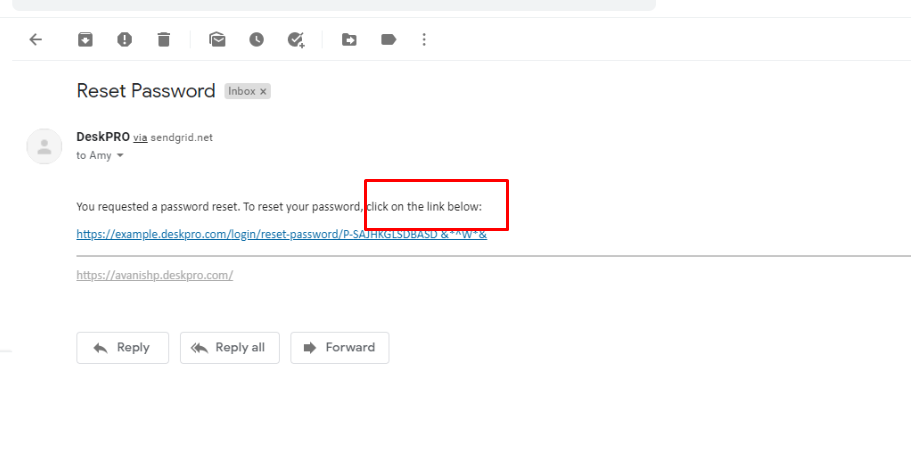 Reset Password Inbox x
DeskPRO via sendgrid.net
to Amy
You requested a password reset. To reset your password, click on the link below:
https://example.deskpro.com/login/reset-password/P-SAJHKGLSDBASD &*^W*&
https://avanishp.deskpro.com/
Reply Reply all Forward